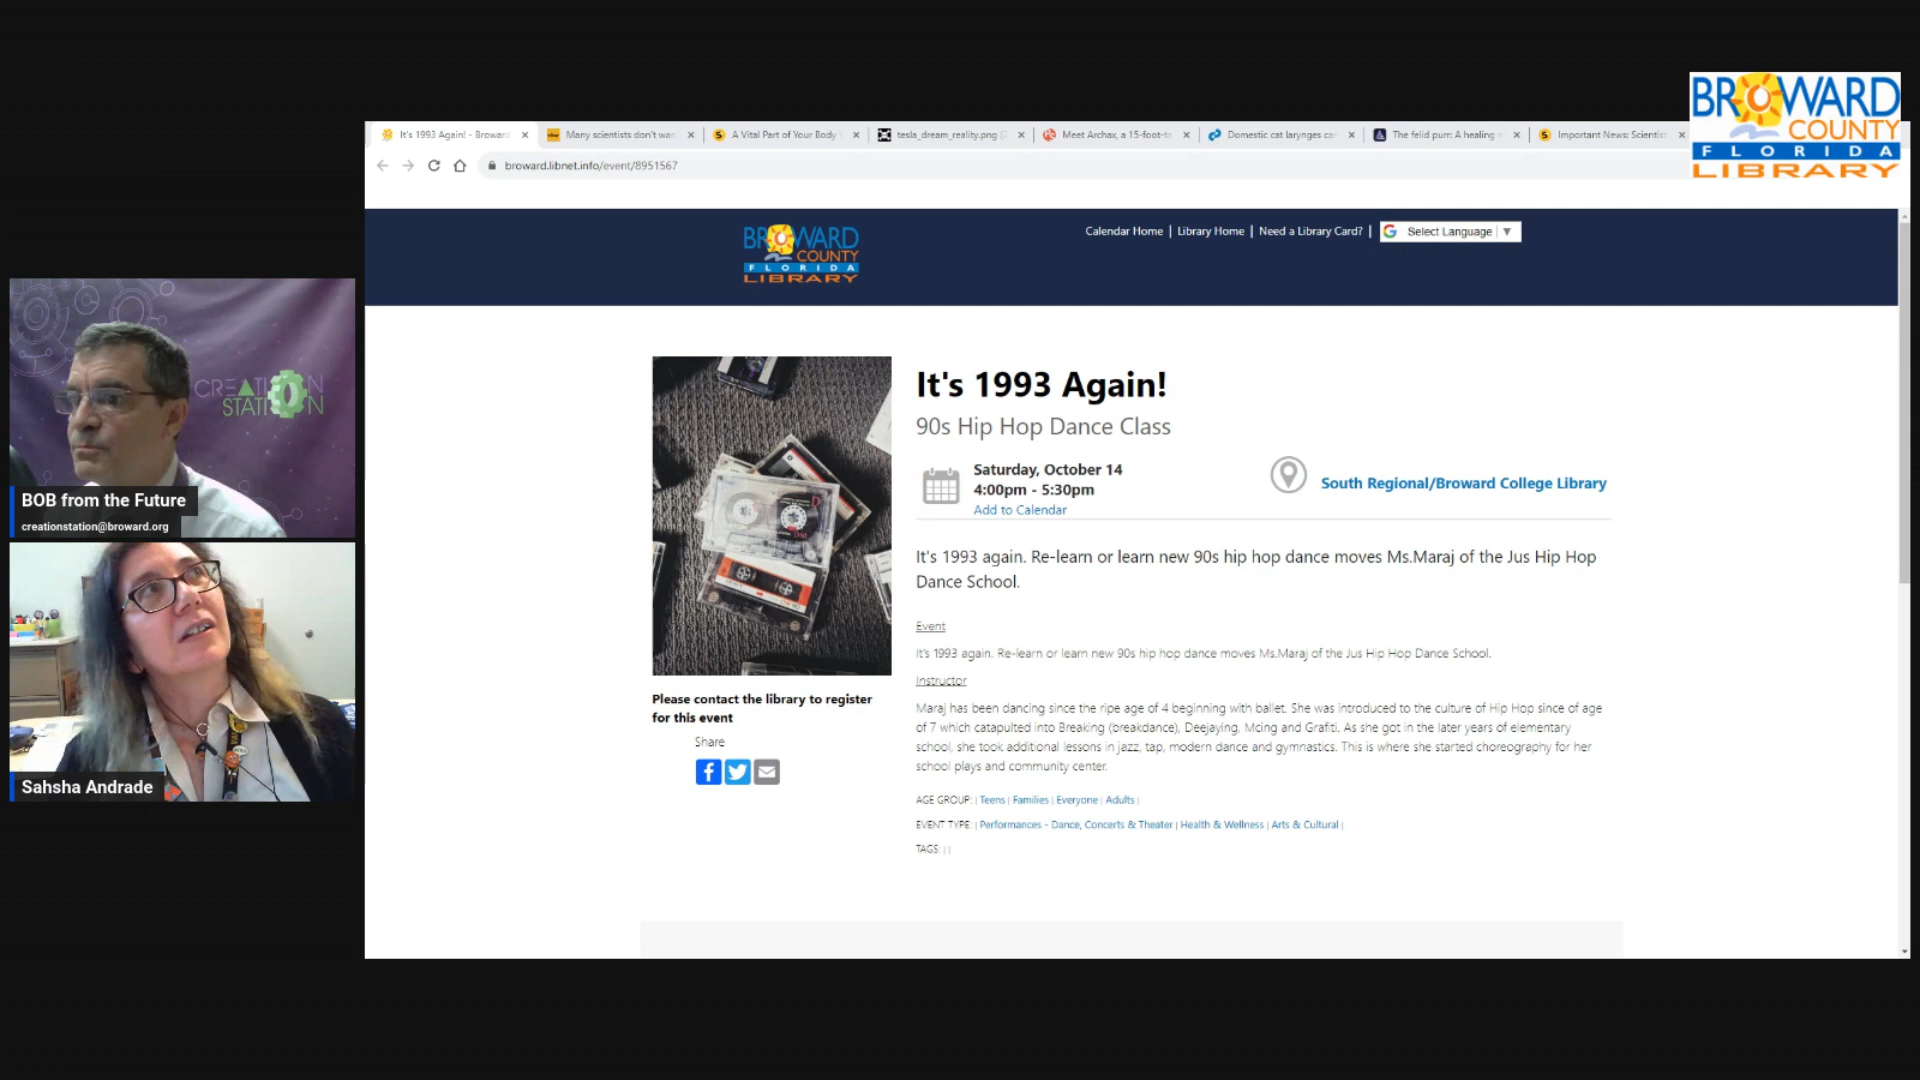 BROWARD
COUNTY
FLORIDA
LIBRARY
It's 1993 Again! - Broward
Many scientists don't wan
A Vital Part of Your Body
tesla_dream_reality.png
Meet Archax, a 15-foot-ta
Domestic cat larynges can
The felid purr: A healing
Important News: Scientist
broward.libnet.info/event/8951567
BROWARD
COUNTY
FLORIDA
LIBRARY
Calendar Home | Library Home | Need a Library Card? | Select Language ▼
CREATION
STATION
BOB from the Future
creationstation@broward.org
Sahsha Andrade
It's 1993 Again!
90s Hip Hop Dance Class
Saturday, October 14
4:00pm - 5:30pm
Add to Calendar
South Regional/Broward College Library
It's 1993 again. Re-learn or learn new 90s hip hop dance moves Ms.Maraj of the Jus Hip Hop
Dance School.
Event
It's 1993 again. Re-learn or learn new 90s hip hop dance moves Ms.Maraj of the Jus Hip Hop Dance School.
Instructor
Maraj has been dancing since the ripe age of 4 beginning with ballet. She was introduced to the culture of Hip Hop since of age
of 7 which catapulted into Breaking (breakdance), Deejaying, Mcing and Grafiti. As she got in the later years of elementary
school, she took additional lessons in jazz, tap, modern dance and gymnastics. This is where she started choreography for her
school plays and community center.
AGE GROUP: | Teens | Families | Everyone | Adults |
EVENT TYPE: | Performances - Dance, Concerts & Theater | Health & Wellness | Arts & Cultural |
TAGS: | |
Please contact the library to register
for this event
Share